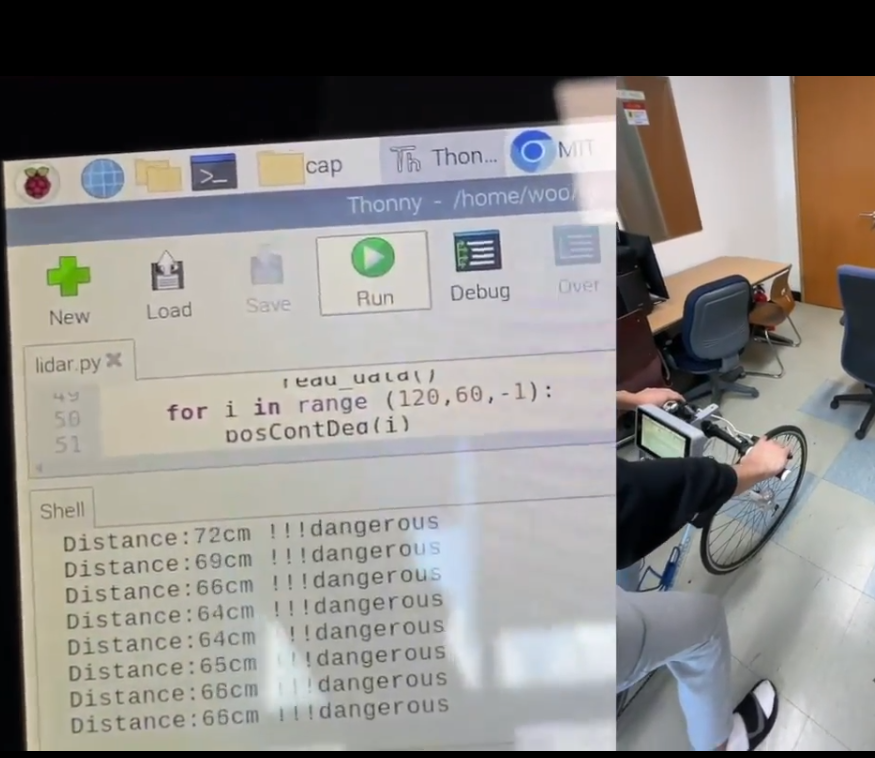 cap
Thon...
MIT
Thonny - /home/woo/
New
Load
Save
Run
Debug
Over
lidar.py
49
50 for i in range (120,60,-1):
51 posContDeg(i)
Shell
Distance:72cm !!!dangerous
Distance:69cm !!!dangerous
Distance:66cm !!!dangerous
Distance:64cm !!!dangerous
Distance:64cm !!!dangerous
Distance:65cm !!!dangerous
Distance:66cm !!!dangerous
Distance:66cm !!!dangerous